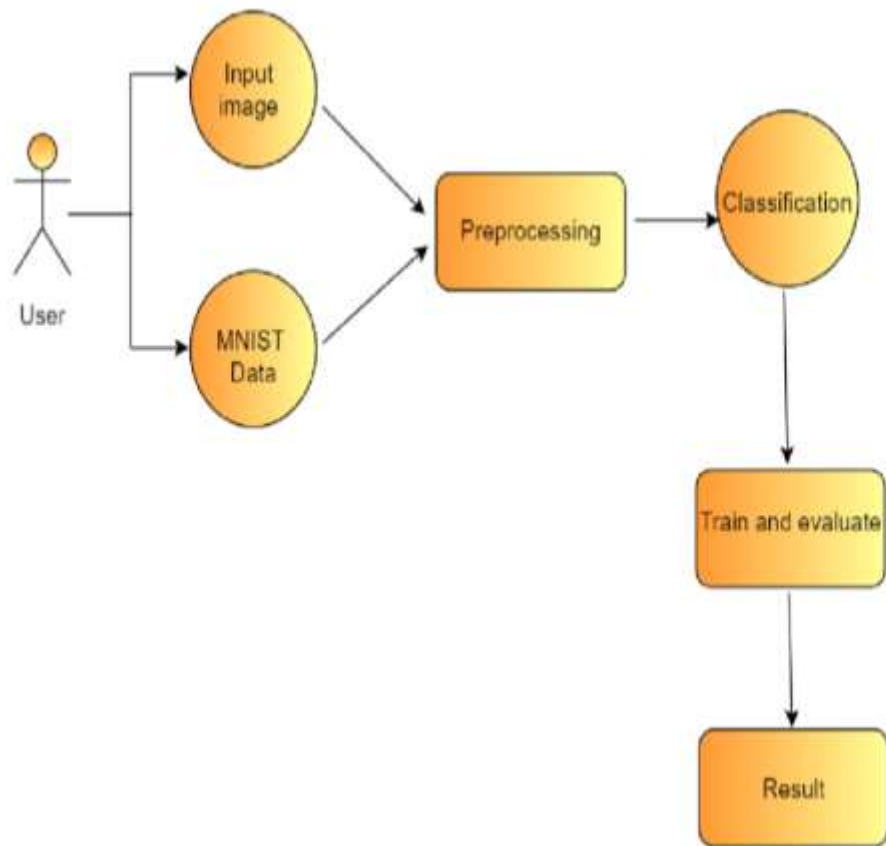 Input
image
User
MNIST
Data
Preprocessing
Classification
Train and evaluate
Result